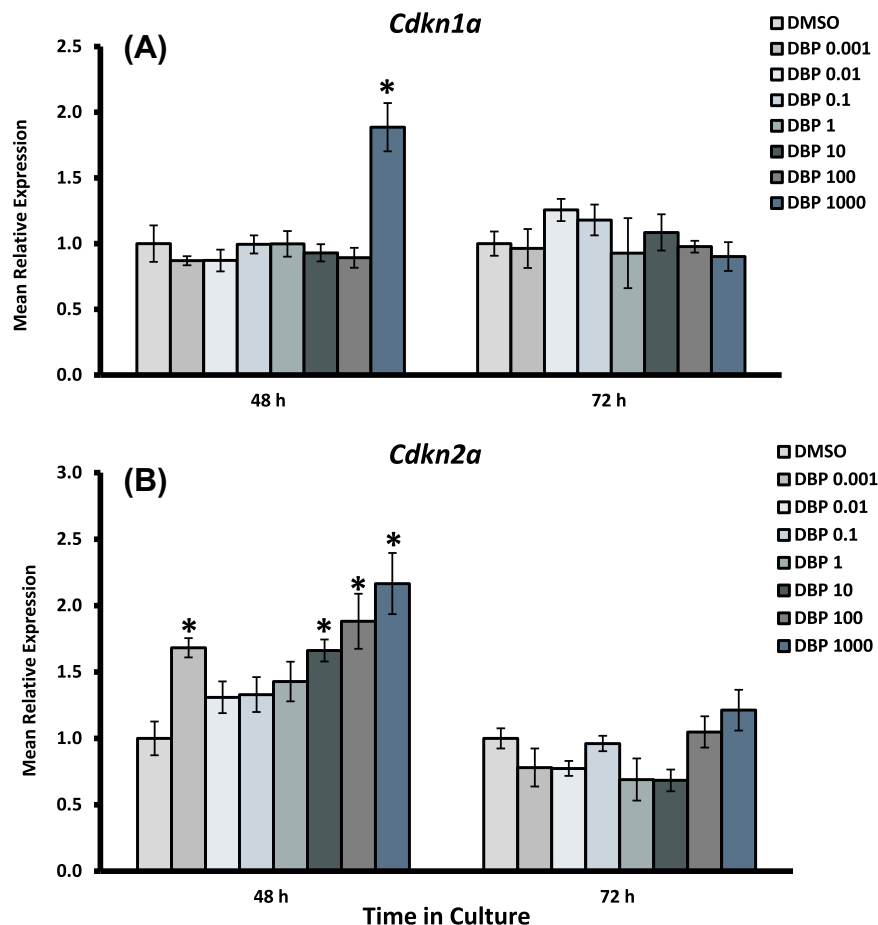 Cdkn1a
(A)
Mean Relative Expression
2.5
2.0
1.5
1.0
0.5
0.0
*
48 h
72 h
DMSO
DBP 0.001
DBP 0.01
DBP 0.1
DBP 1
DBP 10
DBP 100
DBP 1000
Cdkn2a
(B)
Mean Relative Expression
3.0
2.5
2.0
1.5
1.0
0.5
0.0
* * * *
48 h
72 h
Time in Culture
DMSO
DBP 0.001
DBP 0.01
DBP 0.1
DBP 1
DBP 10
DBP 100
DBP 1000